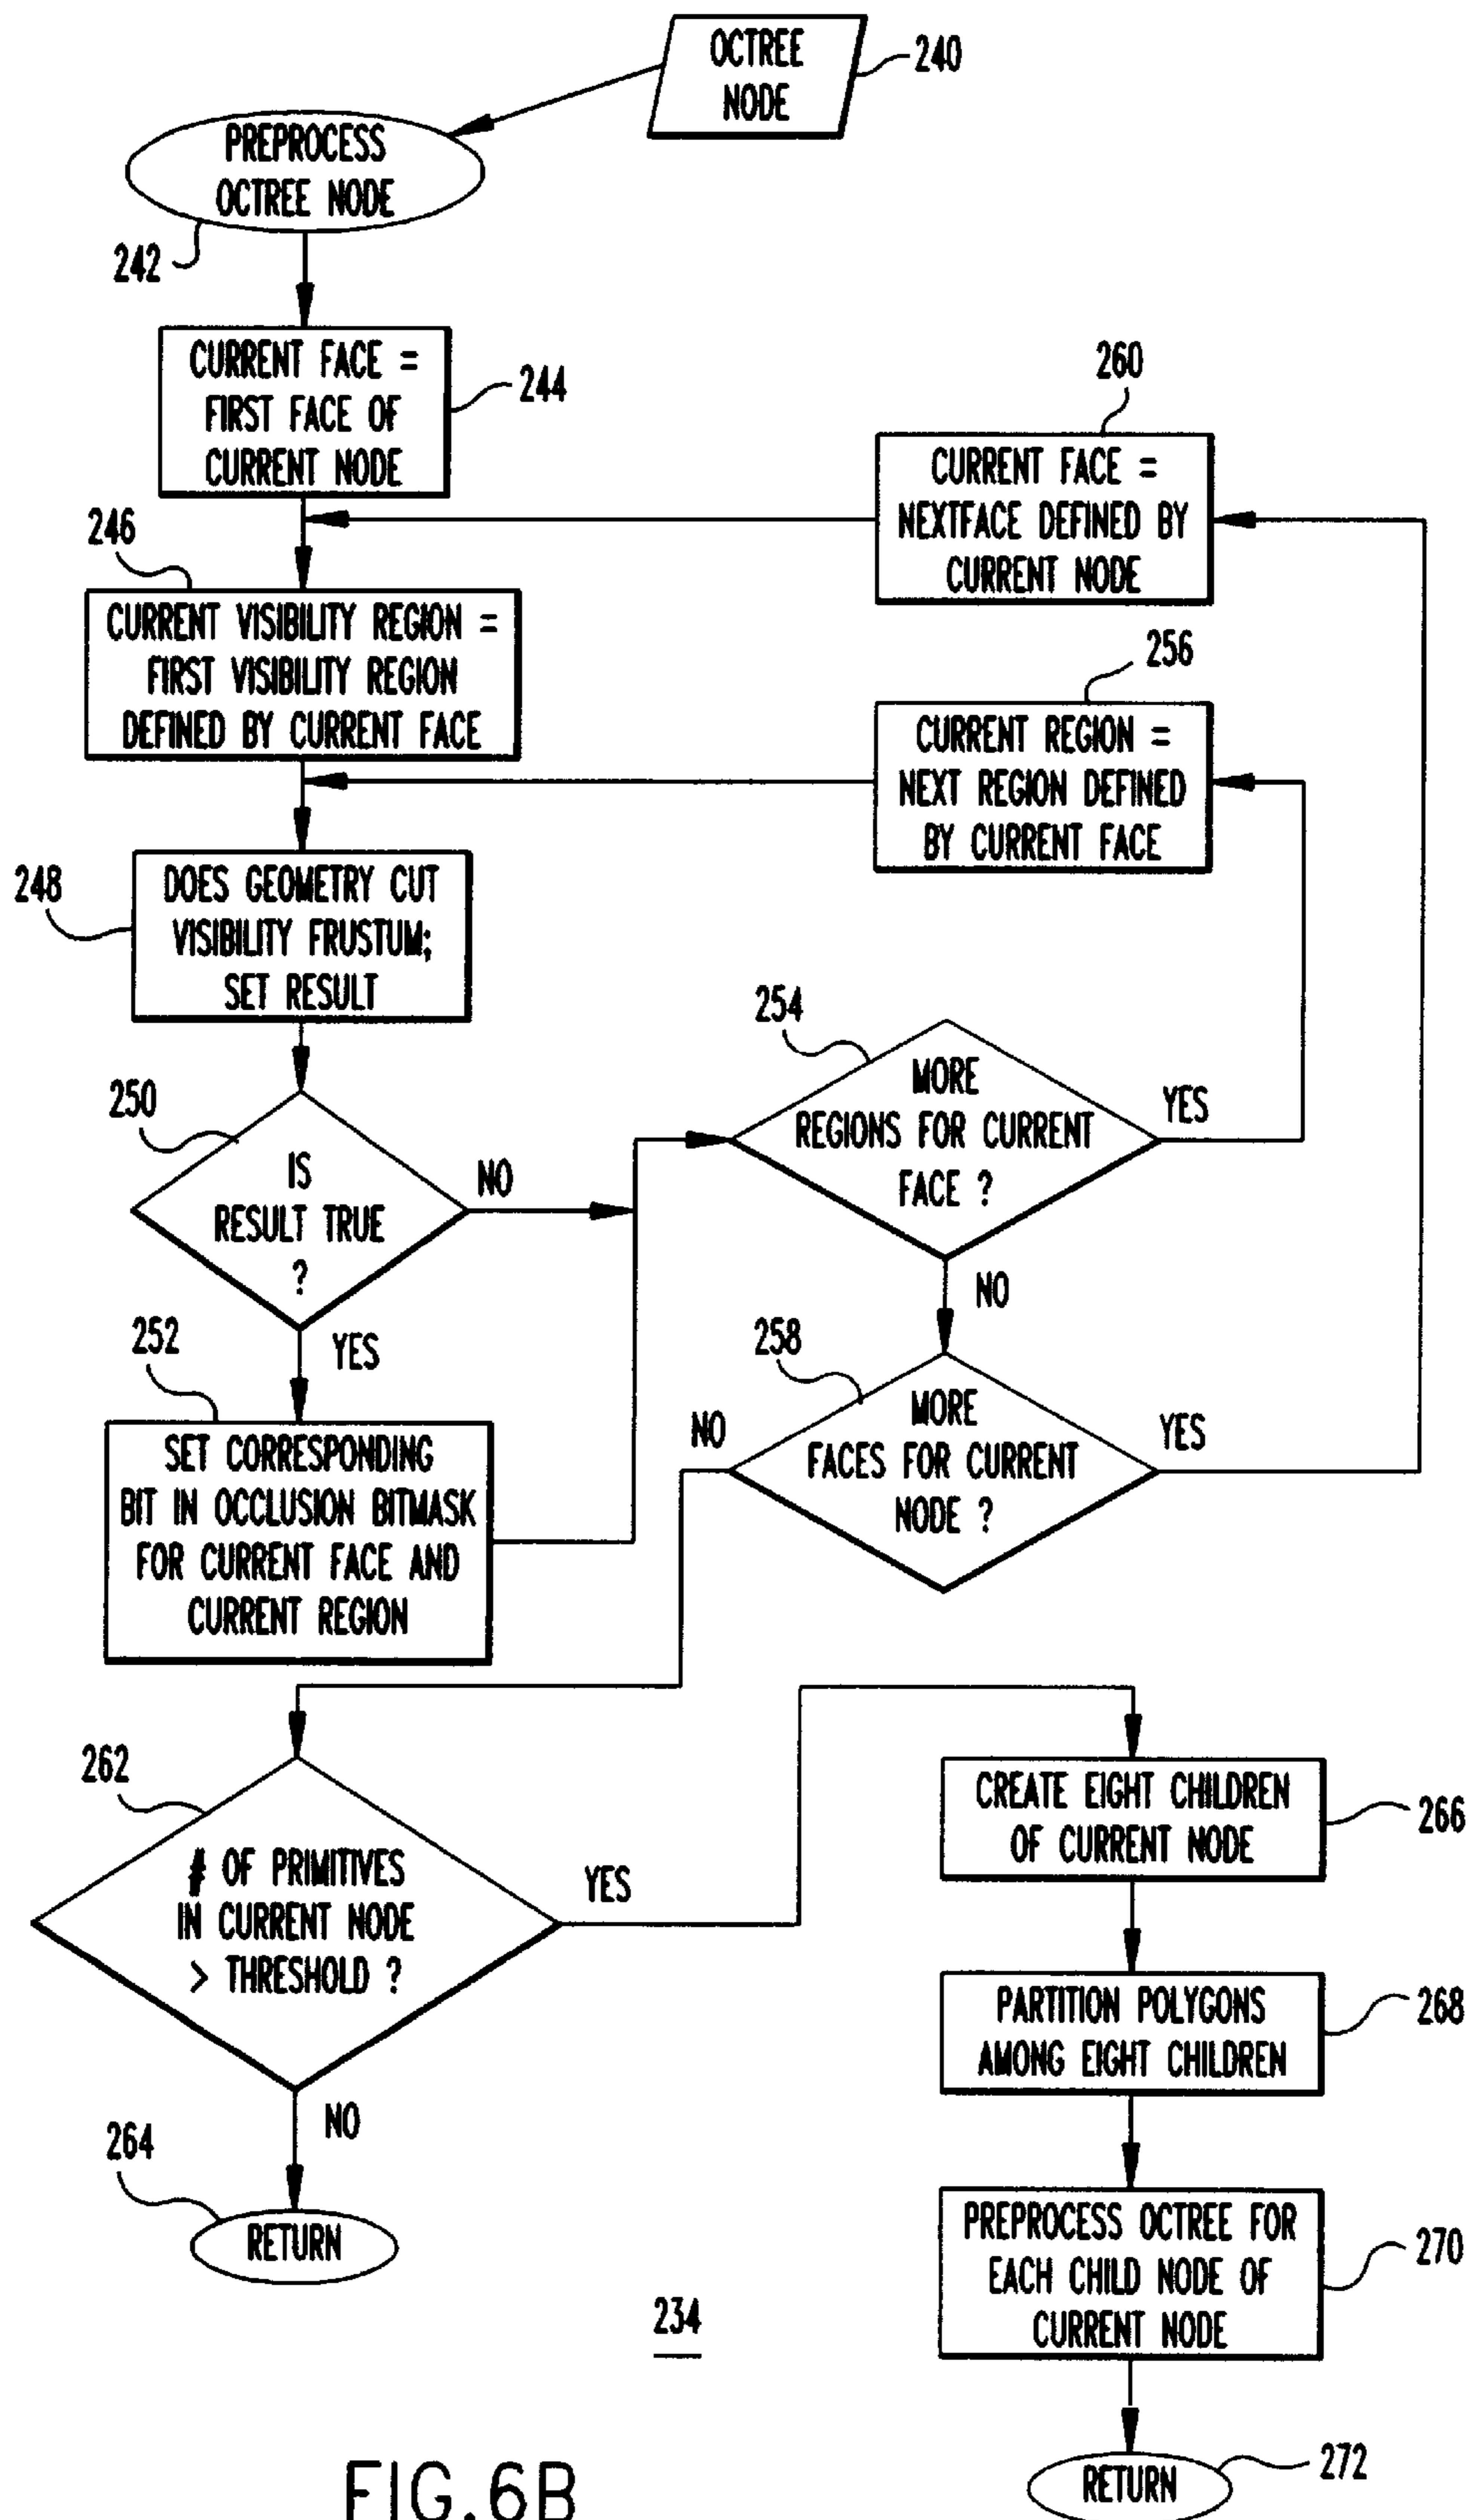 OCTREE
NODE
240
PREPROCESS
OCTREE NODE
242
CURRENT FACE =
FIRST FACE OF
CURRENT NODE
244
260
CURRENT FACE =
NEXTFACE DEFINED BY
CURRENT NODE
246
CURRENT VISIBILITY REGION =
FIRST VISIBILITY REGION
DEFINED BY CURRENT FACE
256
CURRENT REGION =
NEXT REGION DEFINED
BY CURRENT FACE
248
DOES GEOMETRY CUT
VISIBILITY FRUSTUM;
SET RESULT
254
MORE
REGIONS FOR CURRENT
FACE ?
YES
NO
250
IS
RESULT TRUE
?
NO
YES
252
SET CORRESPONDING
BIT IN OCCLUSION BITMASK
FOR CURRENT FACE AND
CURRENT REGION
258
MORE
FACES FOR CURRENT
NODE ?
NO
YES
262
# OF PRIMITIVES
IN CURRENT NODE
> THRESHOLD ?
YES
NO
264
RETURN
CREATE EIGHT CHILDREN
OF CURRENT NODE
266
PARTITION POLYGONS
AMONG EIGHT CHILDREN
268
PREPROCESS OCTREE FOR
EACH CHILD NODE OF
CURRENT NODE
270
234
RETURN
272
FIG.6B